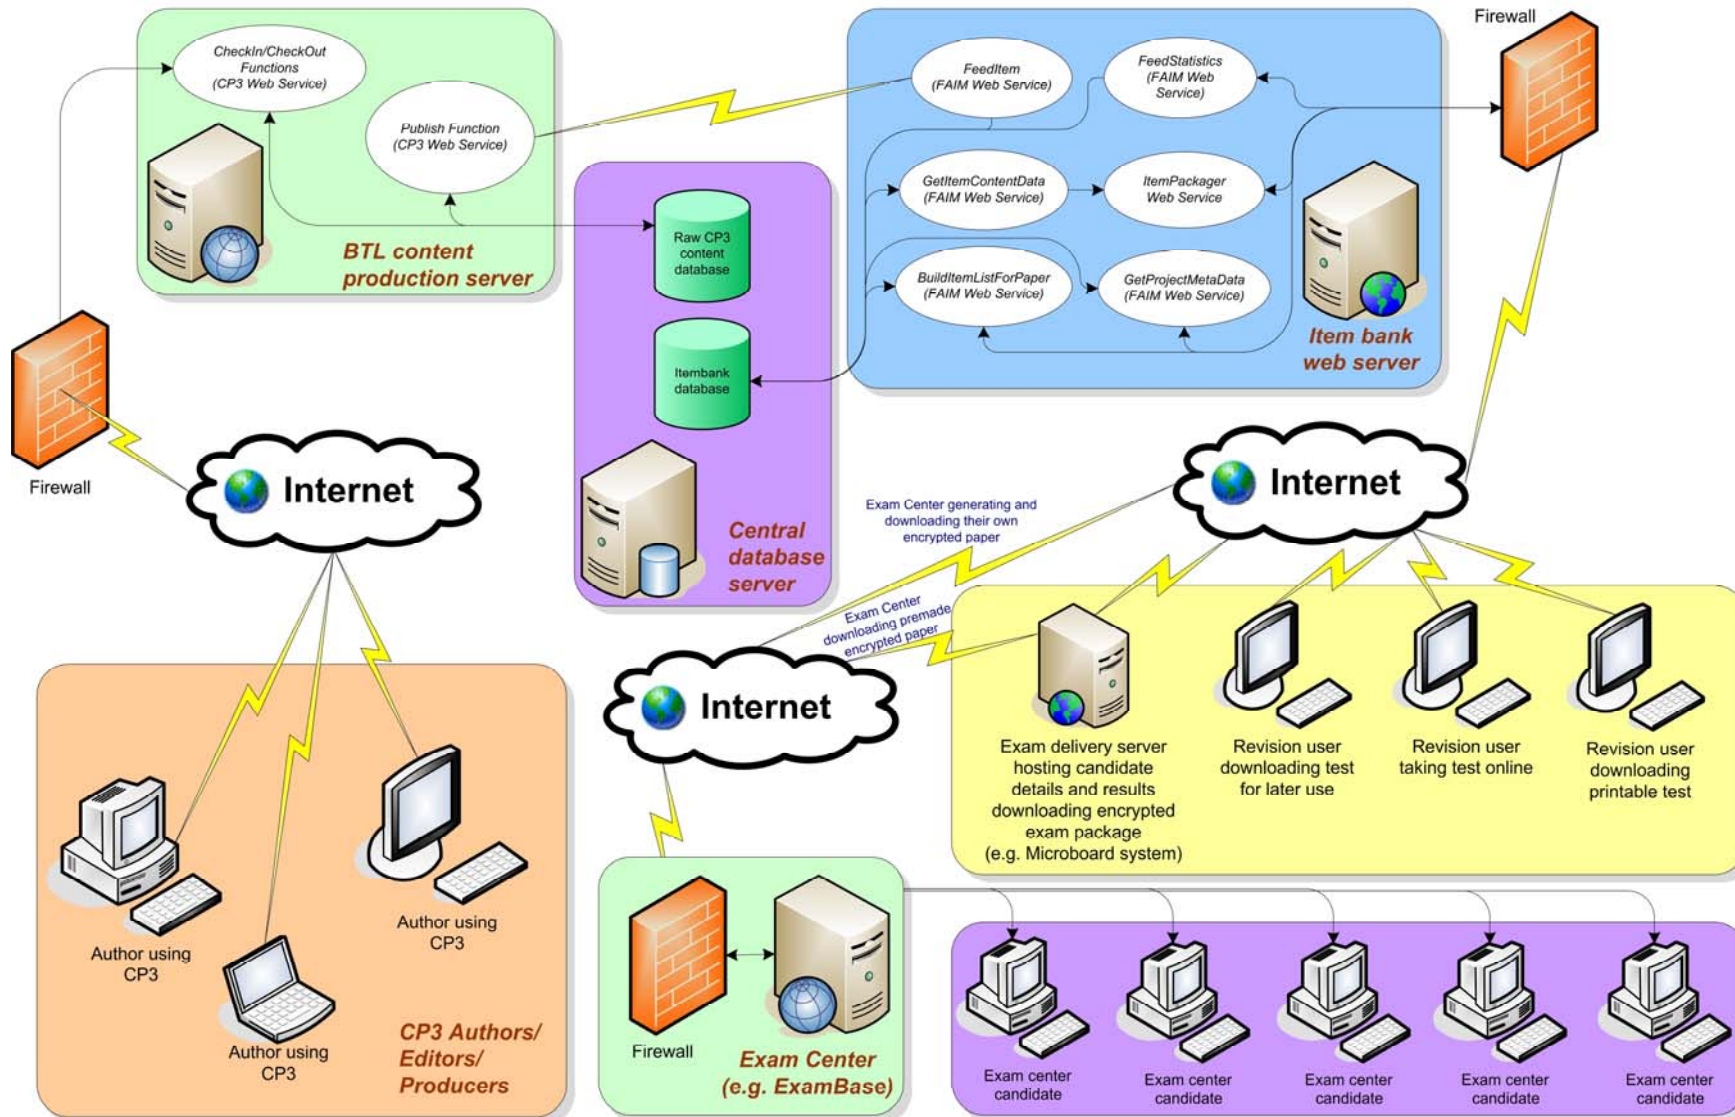 CheckIn/CheckOut
Functions
(CP3 Web Service)
Publish Function
(CP3 Web Service)
BTL content
production server
FeedItem
(FAIM Web Service)
FeedStatistics
(FAIM Web
Service)
GetItemContentData
(FAIM Web Service)
ItemPackager
Web Service
BuildItemListForPaper
(FAIM Web Service)
GetProjectMetaData
(FAIM Web Service)
Item bank
web server
Firewall
Raw CP3
content
database
Itembank
database
Central
database
server
Firewall
Internet
Internet
Exam Center generating and
downloading their own
encrypted paper
Exam Center
downloading premade
encrypted paper
Internet
Exam delivery server
hosting candidate
details and results
downloading encrypted
exam package
(e.g. Microboard system)
Revision user
downloading test
for later use
Revision user
taking test online
Revision user
downloading
printable test
Author using
CP3
Author using
CP3
Author using
CP3
CP3 Authors/
Editors/
Producers
Firewall
Exam Center
(e.g. ExamBase)
Exam center
candidate
Exam center
candidate
Exam center
candidate
Exam center
candidate
Exam center
candidate